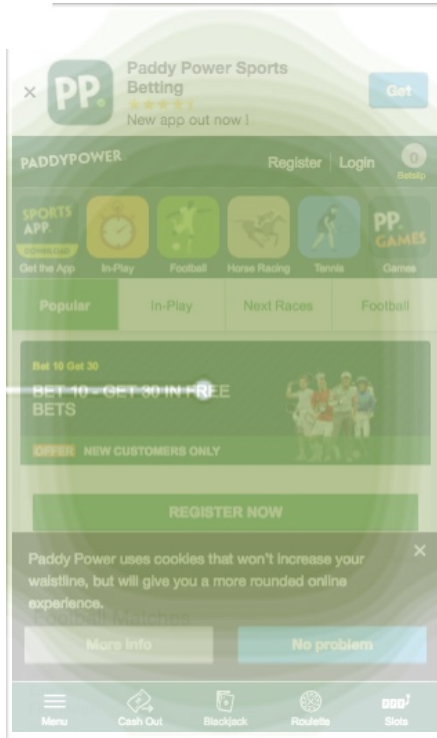 Paddy Power Sports
Betting
New app out now !
Get
PADDYPOWER
Register
Login
0
Betslip
SPORTS
APP.
DOWNLOAD
PP.
GAMES
Get the App
In-Play
Football
Horse Racing
Tennis
Games
Popular
In-Play
Next Races
Football
Bet 10 Get 30
BET 10 - GET 30 IN FREE
BETS
OFFER
NEW CUSTOMERS ONLY
REGISTER NOW
Paddy Power uses cookies that won't increase your
waistline, but will give you a more rounded online
experience.
Football Matches
More Info
No problem
Menu
Cash Out
Blackjack
Roulette
Slots